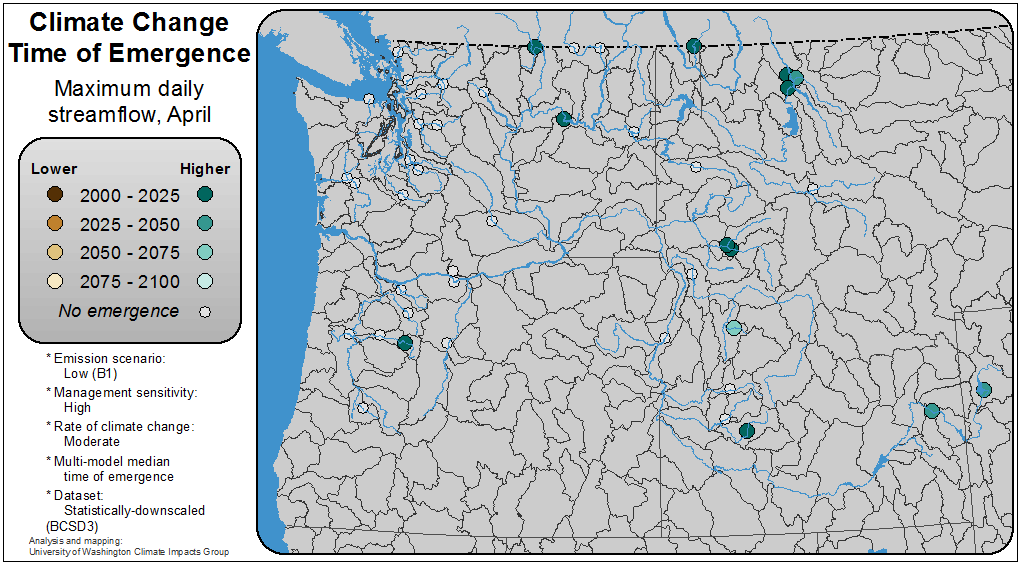 Climate Change
Time of Emergence
Maximum daily
streamflow, April
Lower Higher
2000 - 2025
2025 - 2050
2050 - 2075
2075 - 2100
No emergence
* Emission scenario:
Low (B1)
* Management sensitivity:
High
* Rate of climate change:
Moderate
* Multi-model median
time of emergence
* Dataset:
Statistically-downscaled
(BCSD3)
Analysis and mapping:
University of Washington Climate Impacts Group